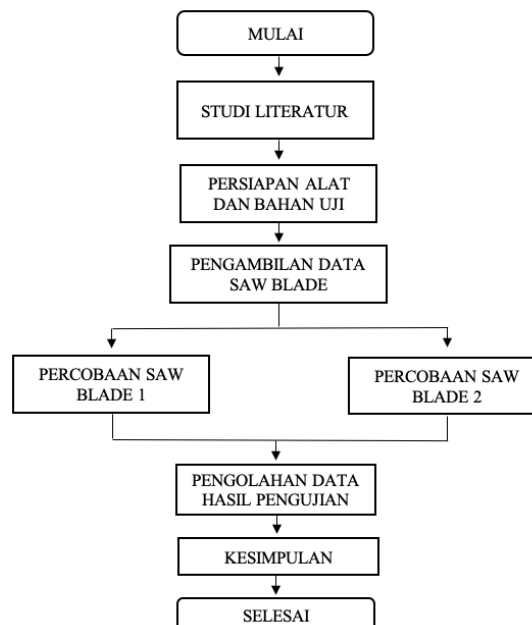 MULAI
STUDI LITERATUR
PERSIAPAN ALAT
DAN BAHAN UJI
PENGAMBILAN DATA
SAW BLADE
PERCOBAAN SAW
BLADE 1
PERCOBAAN SAW
BLADE 2
PENGOLAHAN DATA
HASIL PENGUJIAN
KESIMPULAN
SELESAI